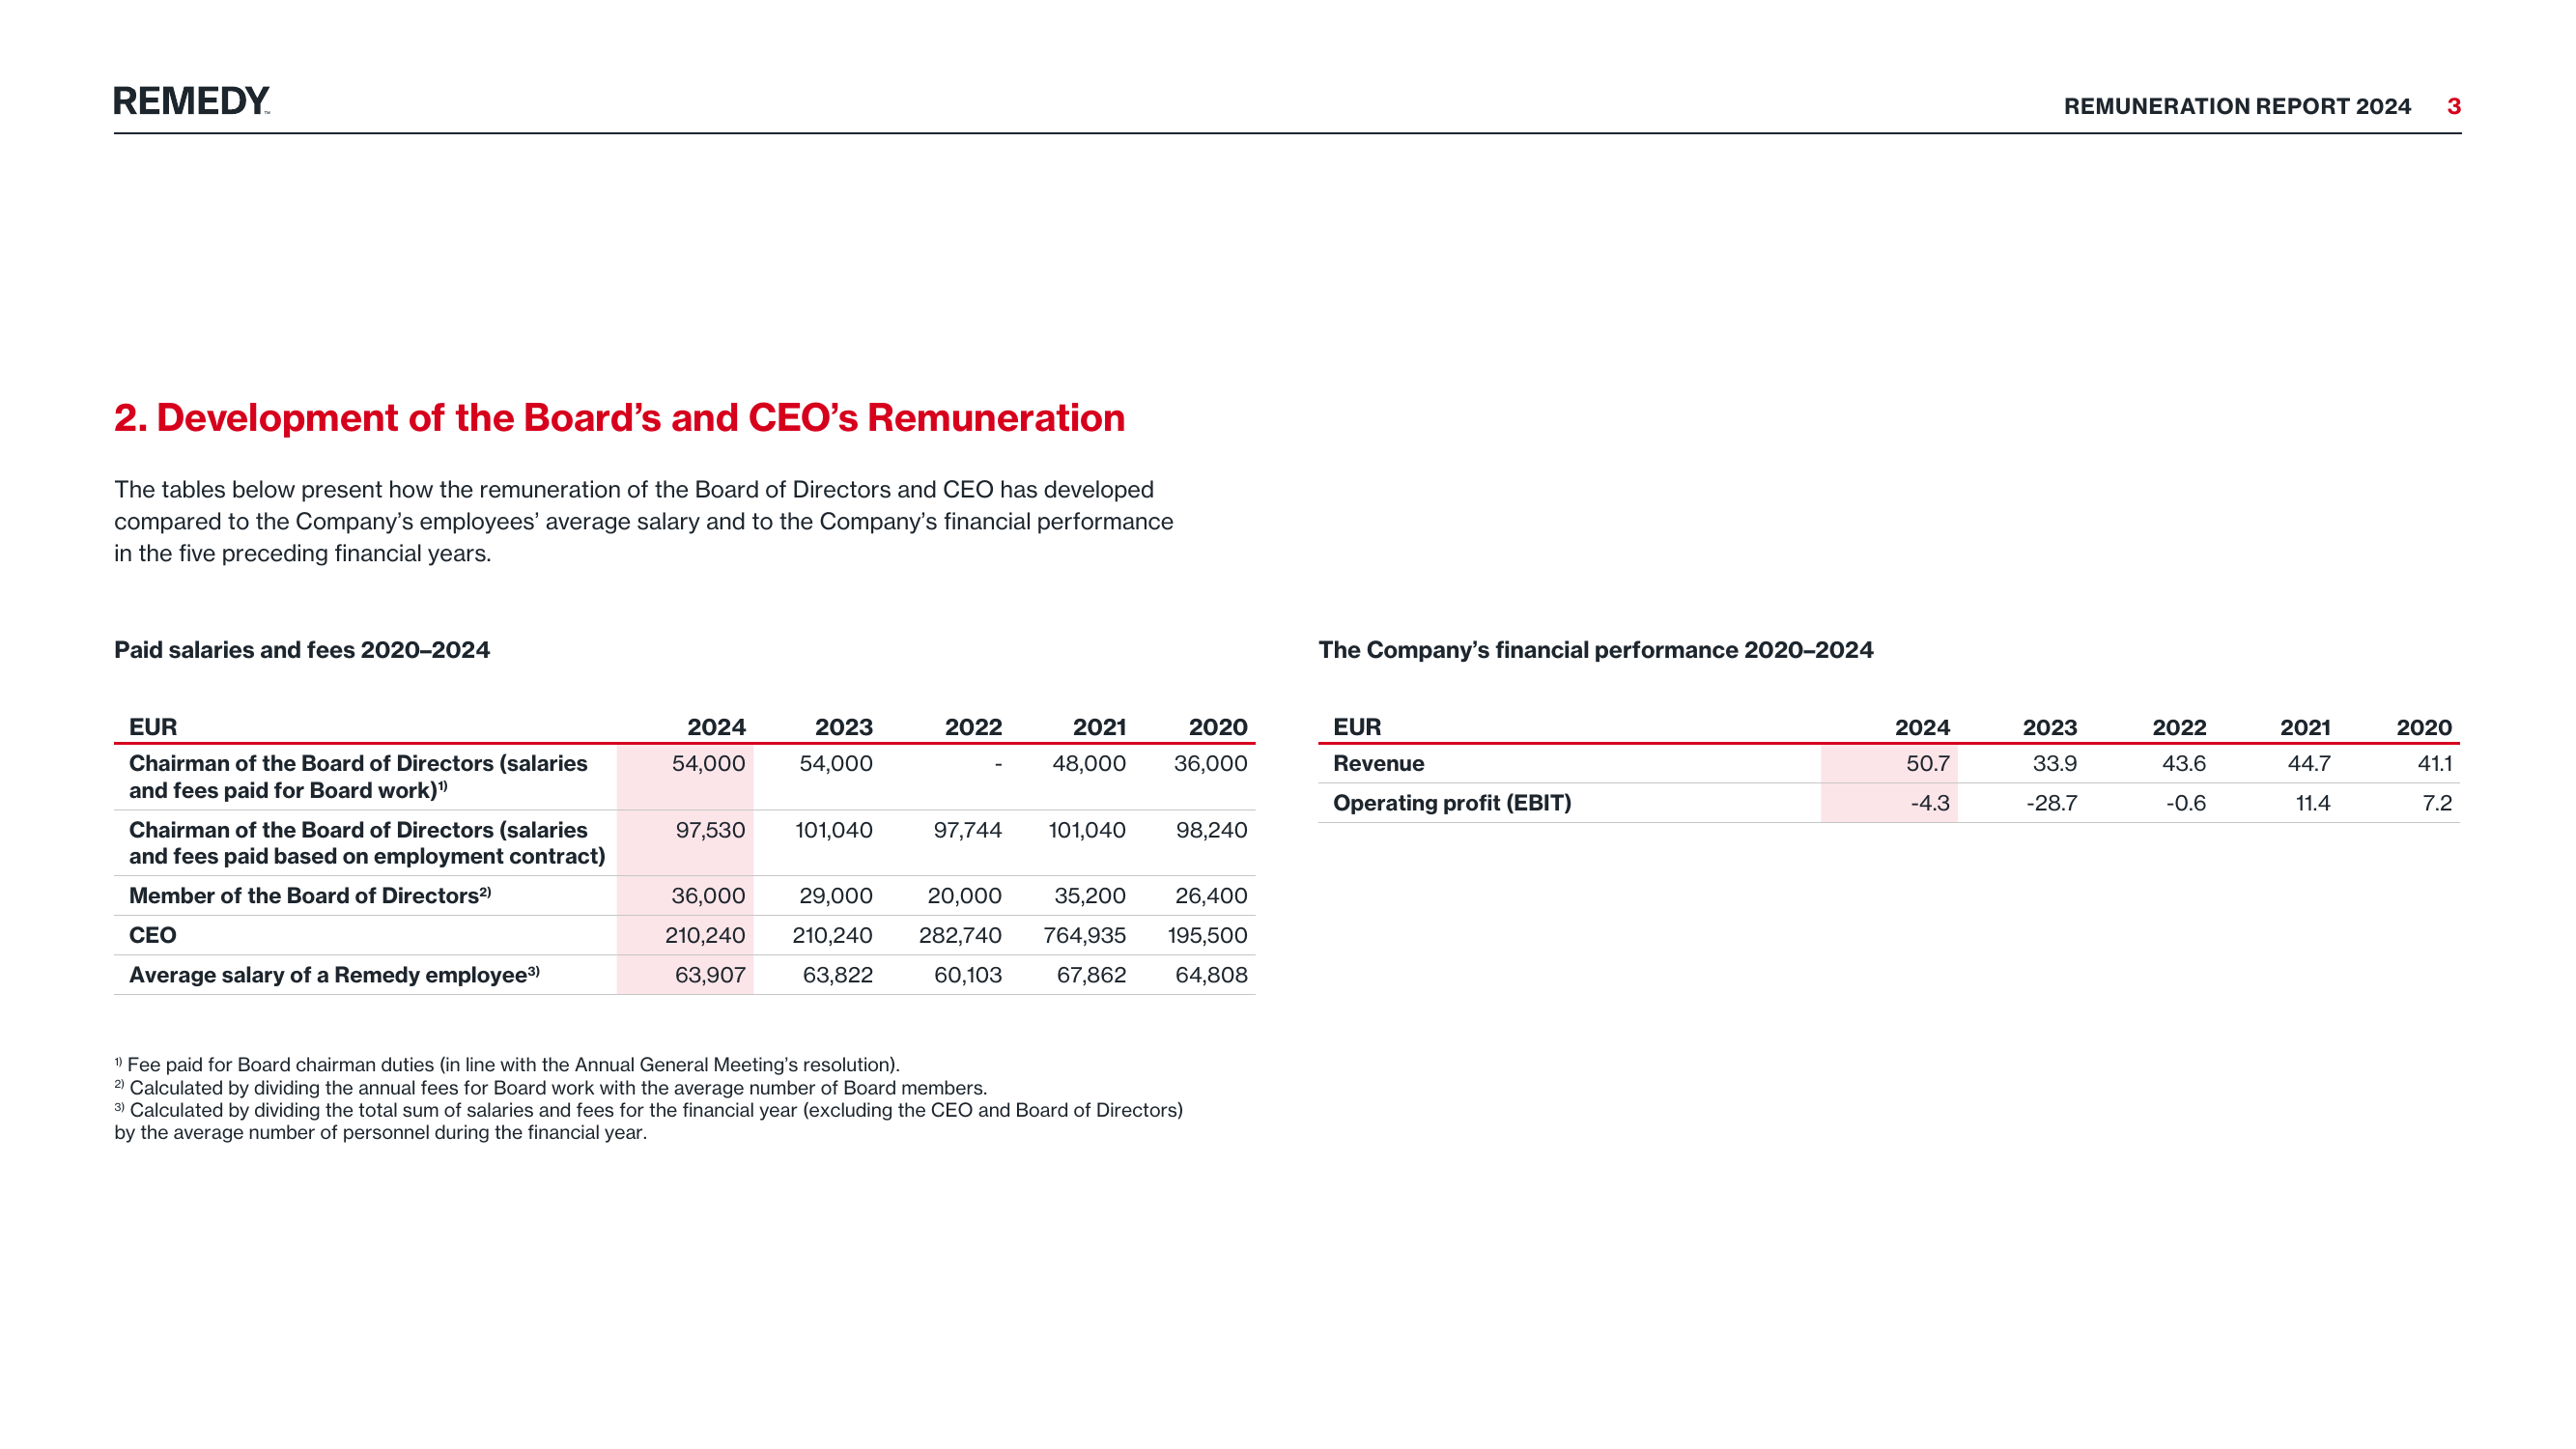 REMEDY™
REMUNERATION REPORT 2024 3
2. Development of the Board’s and CEO’s Remuneration
The tables below present how the remuneration of the Board of Directors and CEO has developed
compared to the Company’s employees’ average salary and to the Company’s financial performance
in the five preceding financial years.
Paid salaries and fees 2020–2024
EUR 2024 2023 2022 2021 2020
Chairman of the Board of Directors (salaries 54,000 54,000 - 48,000 36,000
and fees paid for Board work)¹⁾
Chairman of the Board of Directors (salaries 97,530 101,040 97,744 101,040 98,240
and fees paid based on employment contract)
Member of the Board of Directors²⁾ 36,000 29,000 20,000 35,200 26,400
CEO 210,240 210,240 282,740 764,935 195,500
Average salary of a Remedy employee³⁾ 63,907 63,822 60,103 67,862 64,808
¹⁾ Fee paid for Board chairman duties (in line with the Annual General Meeting’s resolution).
²⁾ Calculated by dividing the annual fees for Board work with the average number of Board members.
³⁾ Calculated by dividing the total sum of salaries and fees for the financial year (excluding the CEO and Board of Directors)
by the average number of personnel during the financial year.
The Company’s financial performance 2020–2024
EUR 2024 2023 2022 2021 2020
Revenue 50.7 33.9 43.6 44.7 41.1
Operating profit (EBIT) -4.3 -28.7 -0.6 11.4 7.2